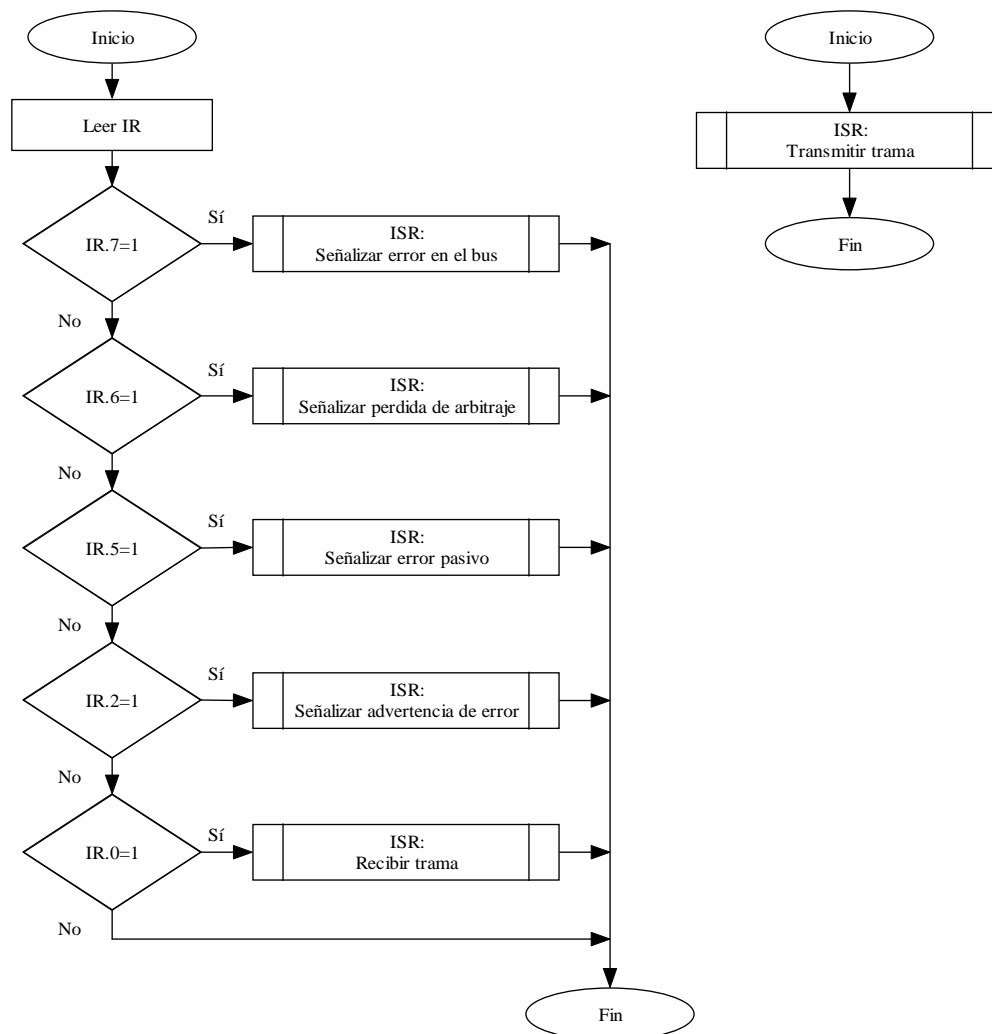 Inicio
Leer IR
IR.7=1
Sí
ISR:
Señalizar error en el bus
No
IR.6=1
Sí
ISR:
Señalizar perdida de arbitraje
No
IR.5=1
Sí
ISR:
Señalizar error pasivo
No
IR.2=1
Sí
ISR:
Señalizar advertencia de error
No
IR.0=1
Sí
ISR:
Recibir trama
No
Fin
Inicio
ISR:
Transmitir trama
Fin